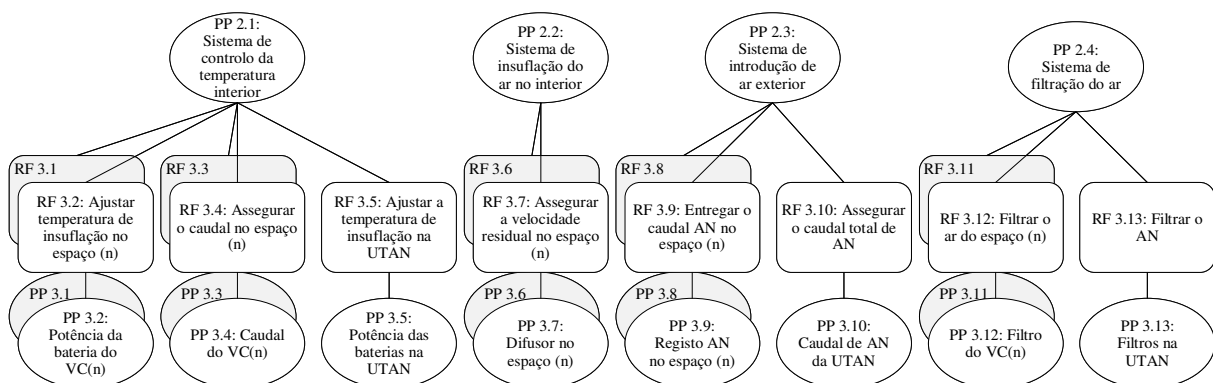 PP 2.1:
Sistema de
controlo da
temperatura
interior
PP 2.2:
Sistema de
insuflação do
ar no interior
PP 2.3:
Sistema de
introdução de
ar exterior
PP 2.4:
Sistema de
filtração do ar
RF 3.1
RF 3.2: Ajustar
temperatura de
insuflação no
espaço (n)
RF 3.3
RF 3.4: Assegurar
o caudal no espaço
(n)
RF 3.5: Ajustar a
temperatura de
insuflação na
UTAN
RF 3.6
RF 3.7: Assegurar
a velocidade
residual no espaço
(n)
RF 3.8
RF 3.9: Entregar o
caudal AN no
espaço (n)
RF 3.10: Assegurar
o caudal total de
AN
RF 3.11
RF 3.12: Filtrar o
ar do espaço (n)
RF 3.13: Filtrar o
AN
PP 3.1
PP 3.2:
Potência da
bateria do
VC(n)
PP 3.3
PP 3.4: Caudal
do VC(n)
PP 3.5:
Potência das
baterias na
UTAN
PP 3.6
PP 3.7:
Difusor no
espaço (n)
PP 3.8
PP 3.9:
Registo AN
no espaço (n)
PP 3.10:
Caudal de AN
da UTAN
PP 3.11
PP 3.12: Filtro
do VC(n)
PP 3.13:
Filtros na
UTAN